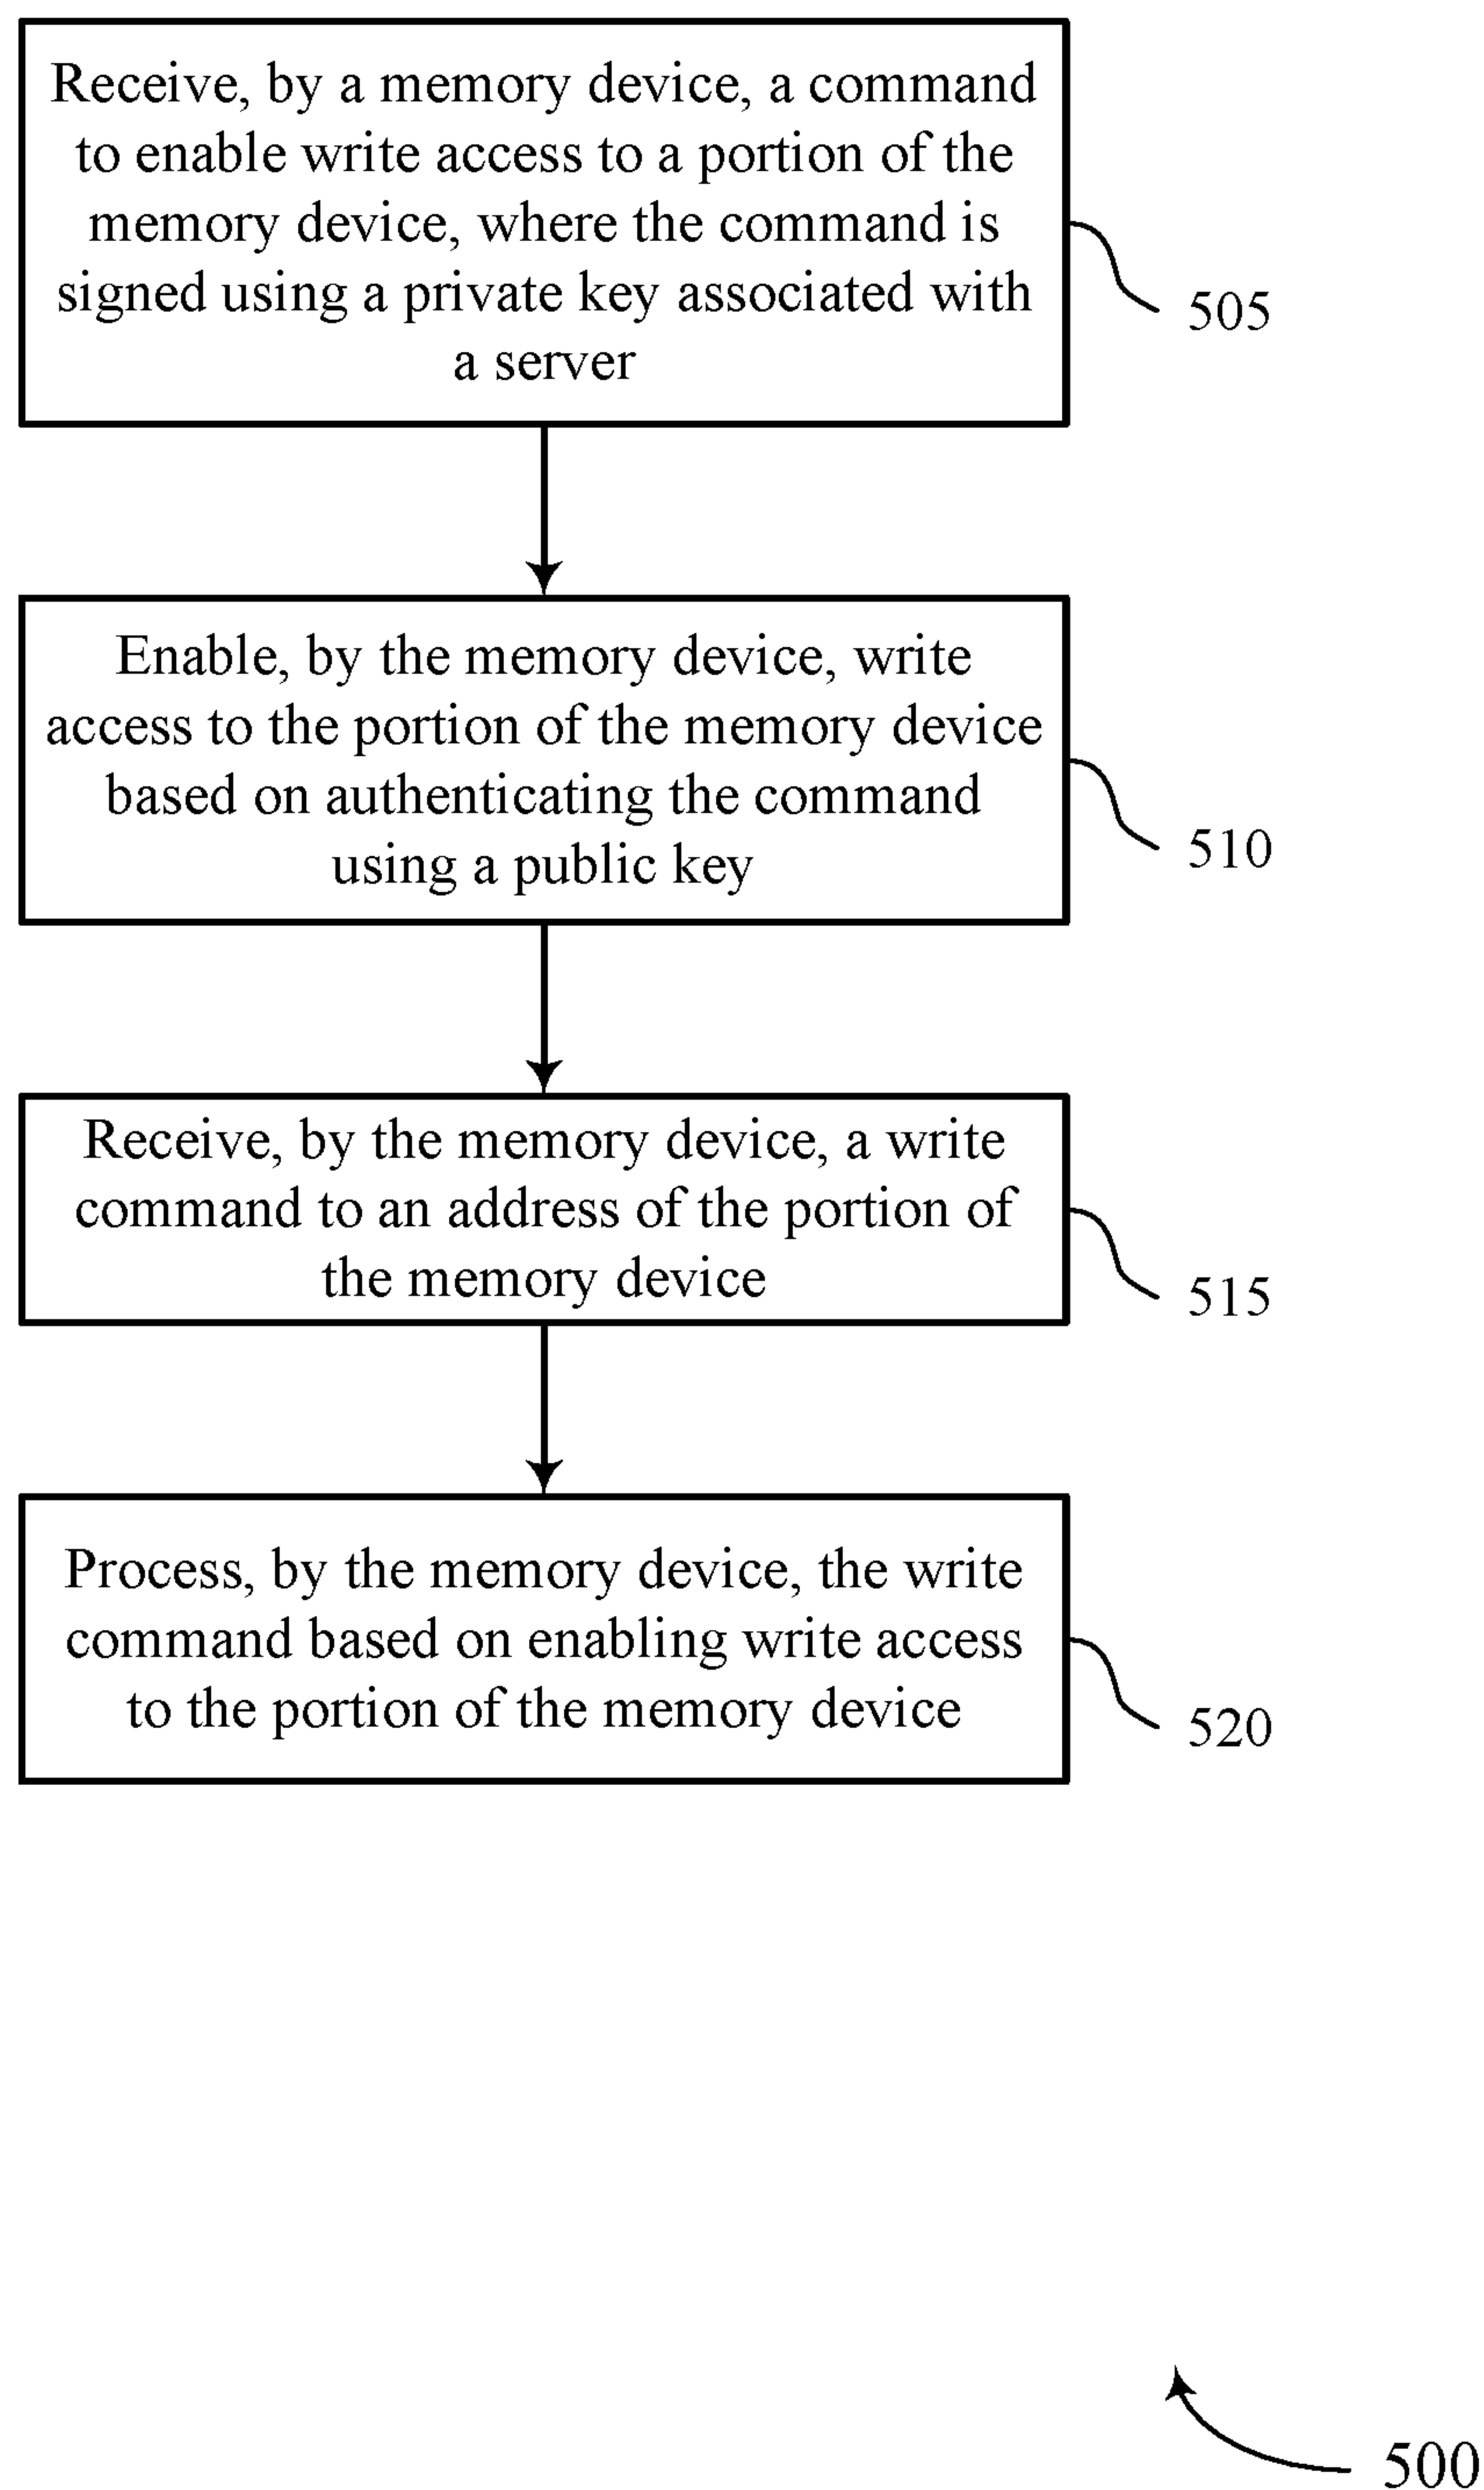 Receive, by a memory device, a command
to enable write access to a portion of the
memory device, where the command is
signed using a private key associated with
a server
505
Enable, by the memory device, write
access to the portion of the memory device
based on authenticating the command
using a public key
510
Receive, by the memory device, a write
command to an address of the portion of
the memory device
515
Process, by the memory device, the write
command based on enabling write access
to the portion of the memory device
520
500